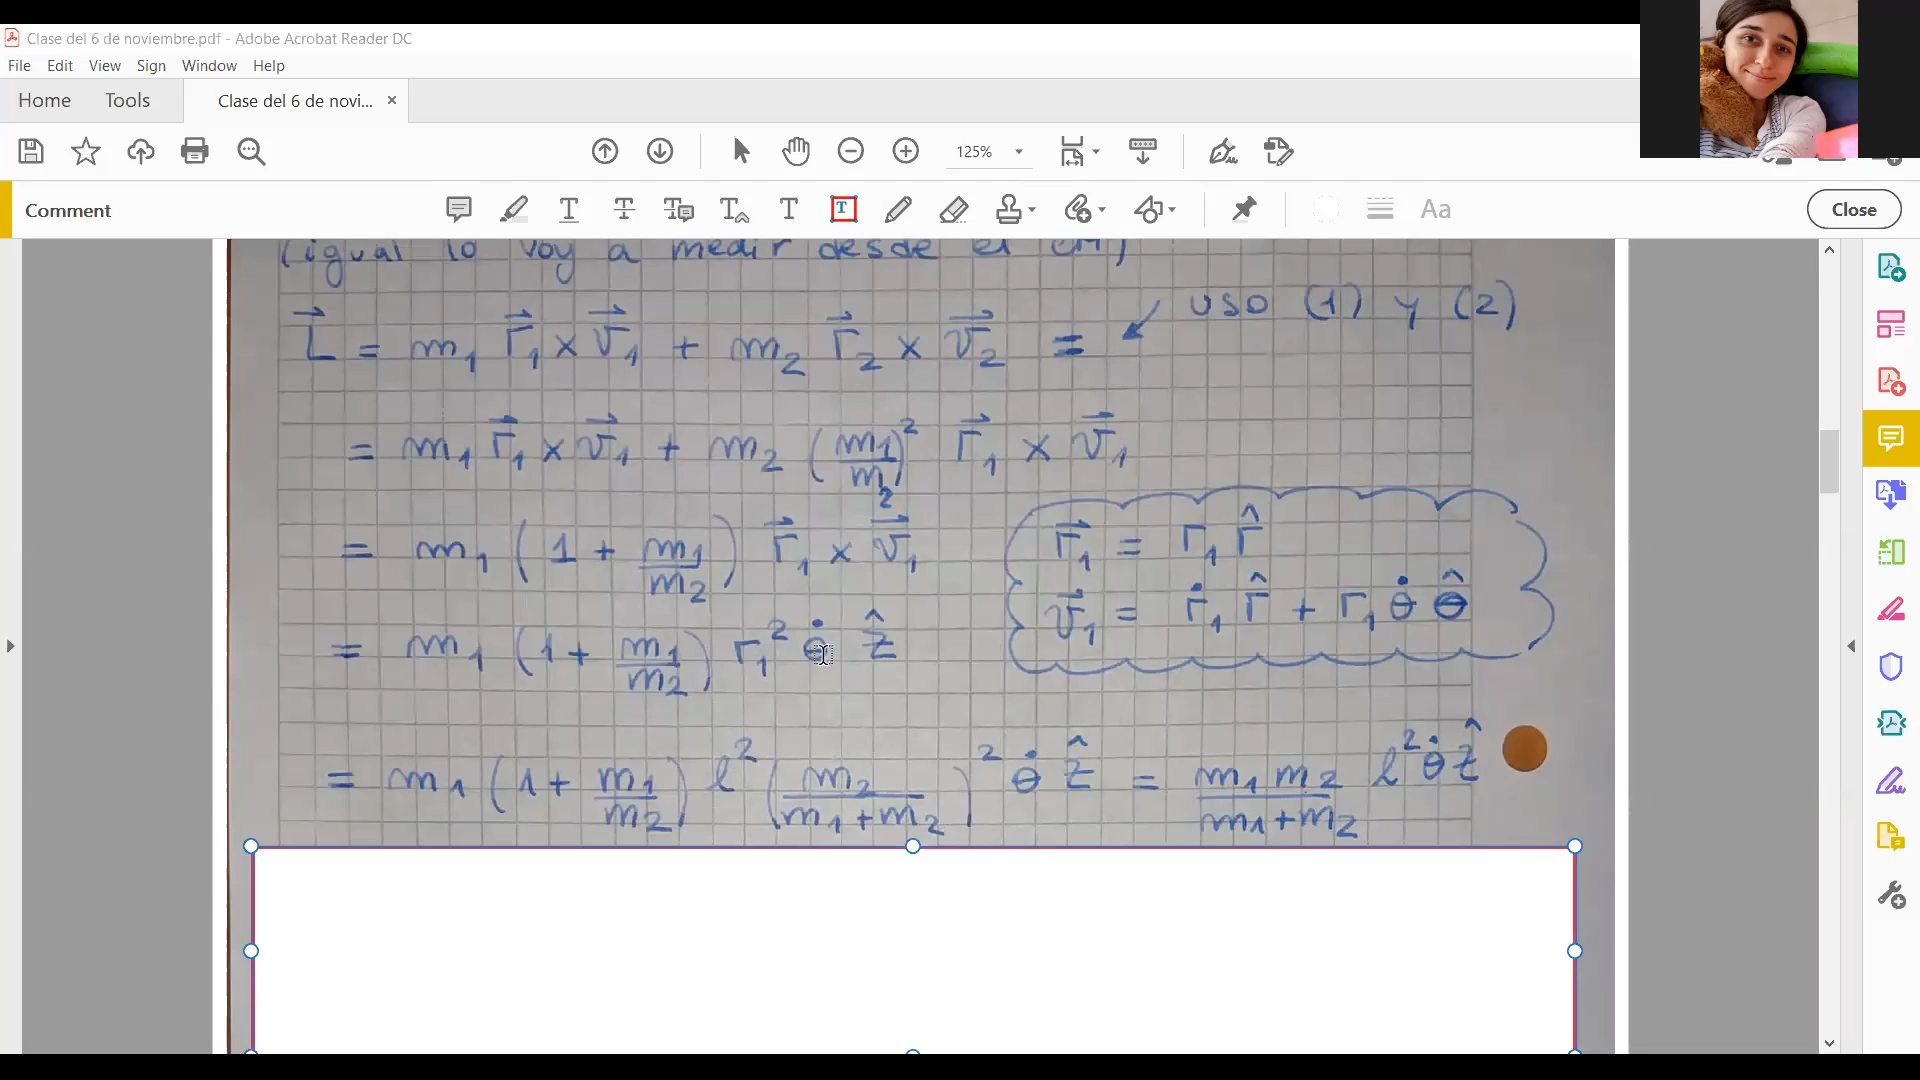 Clase del 6 de noviembre.pdf - Adobe Acrobat Reader DC
File Edit View Sign Window Help
Home Tools Clase del 6 de novi... ×
125%
Comment
T T T T T T Aa
Close
(igual lo voy a medir desde el CM)
L⃗ = m₁ r⃗₁ × v⃗₁ + m₂ r⃗₂ × v⃗₂ = ↙ uso (1) y (2)
= m₁ r⃗₁ × v⃗₁ + m₂ (m₁/m₂)² r⃗₁ × v⃗₁
= m₁ (1 + m₁/m₂) r⃗₁ × v⃗₁
r⃗₁ = r₁ r̂
v⃗₁ = ṙ₁ r̂ + r₁ θ̇ θ̂
= m₁ (1 + m₁/m₂) r₁² θ̇ ẑ
= m₁ (1 + m₁/m₂) l² (m₂/(m₁+m₂))² θ̇ ẑ = m₁ m₂/(m₁+m₂) l² θ̇ ẑ